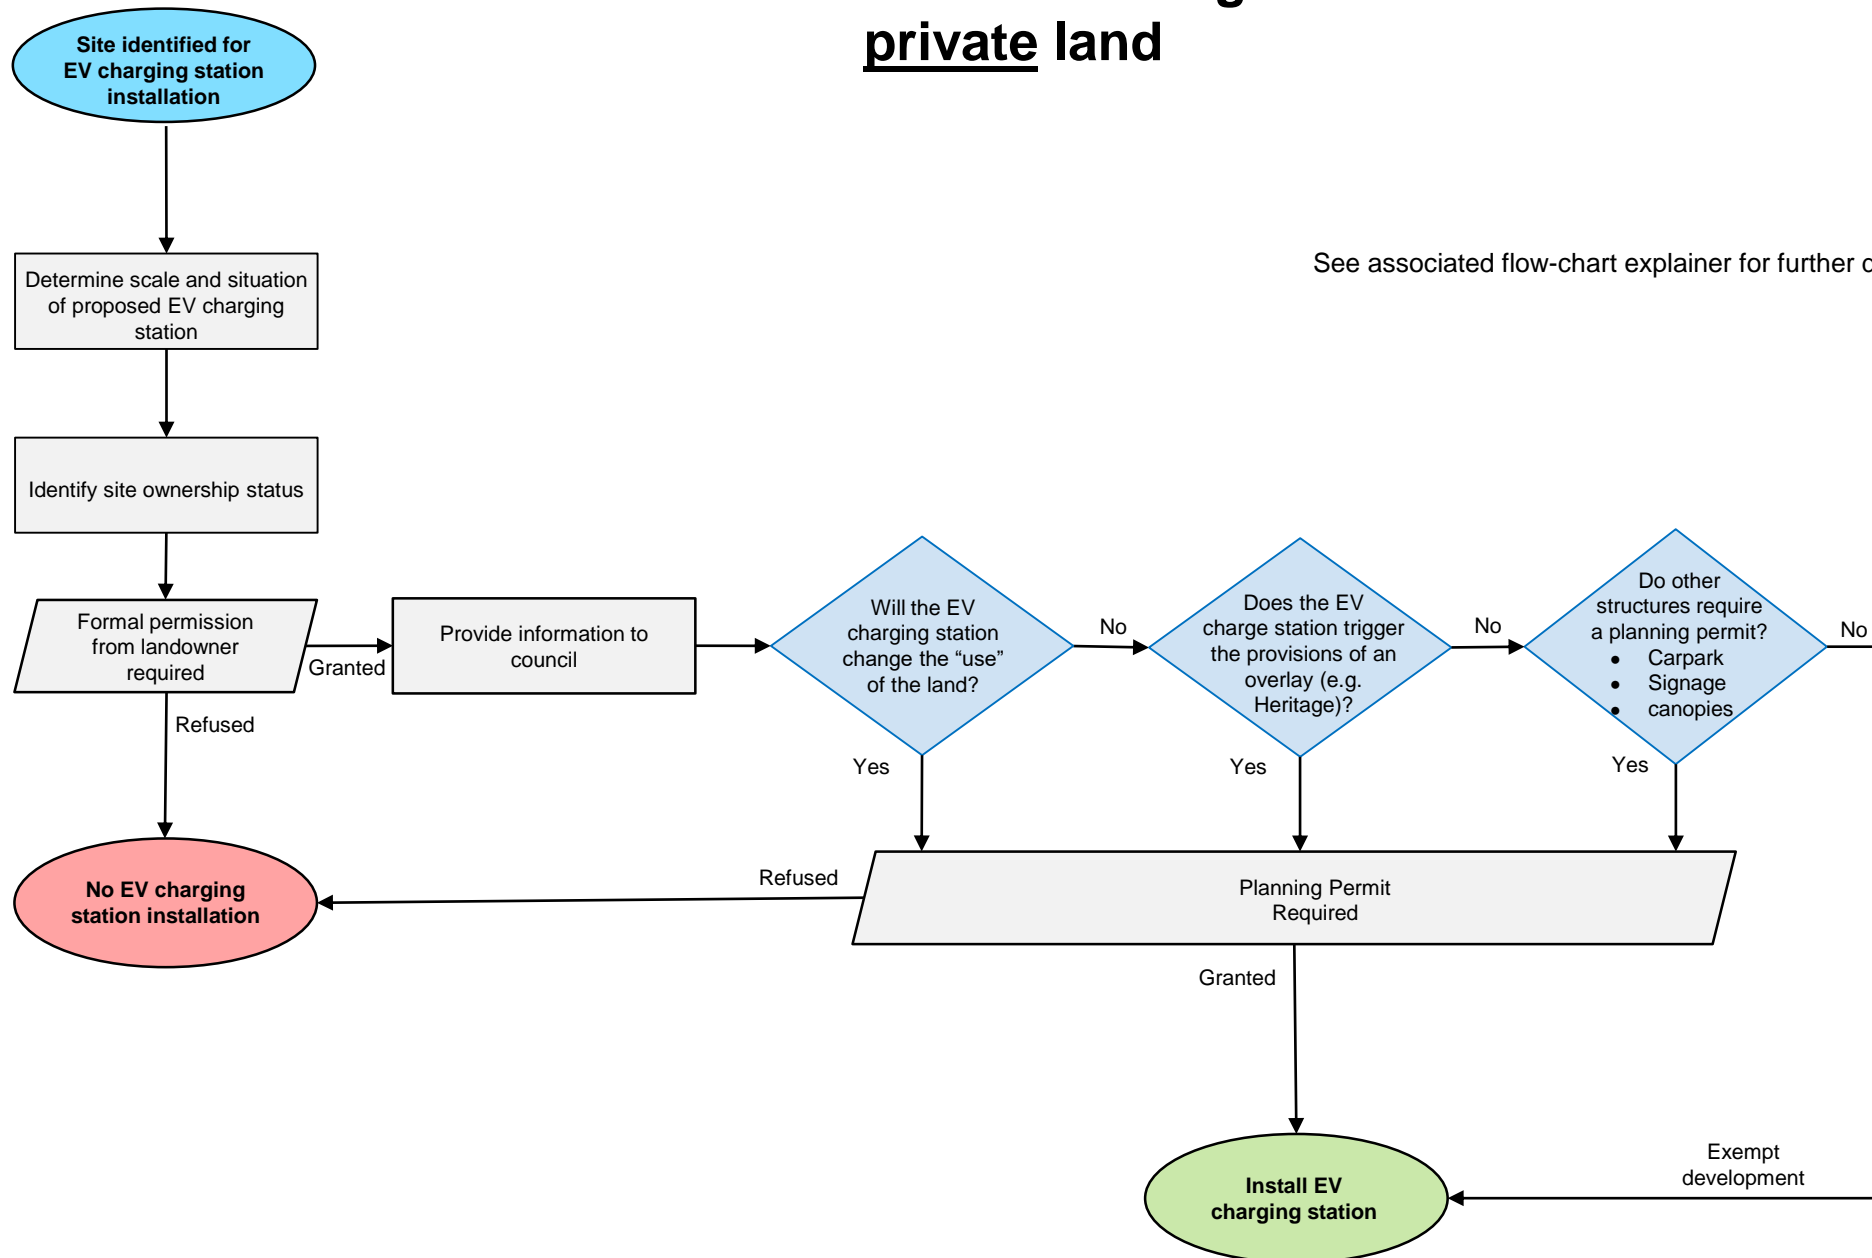 private land
Site identified for
EV charging station
installation
See associated flow-chart explainer for further
Determine scale and situation
of proposed EV charging
station
Identify site ownership status
Formal permission
from landowner
required
Granted
Refused
Provide information to
council
Will the EV
charging station
change the “use”
of the land?
No
Yes
Does the EV
charge station trigger
the provisions of an
overlay (e.g.
Heritage)?
No
Yes
Do other
structures require
a planning permit?
• Carpark
• Signage
• canopies
No
Yes
No EV charging
station installation
Refused
Planning Permit
Required
Granted
Install EV
charging station
Exempt
development